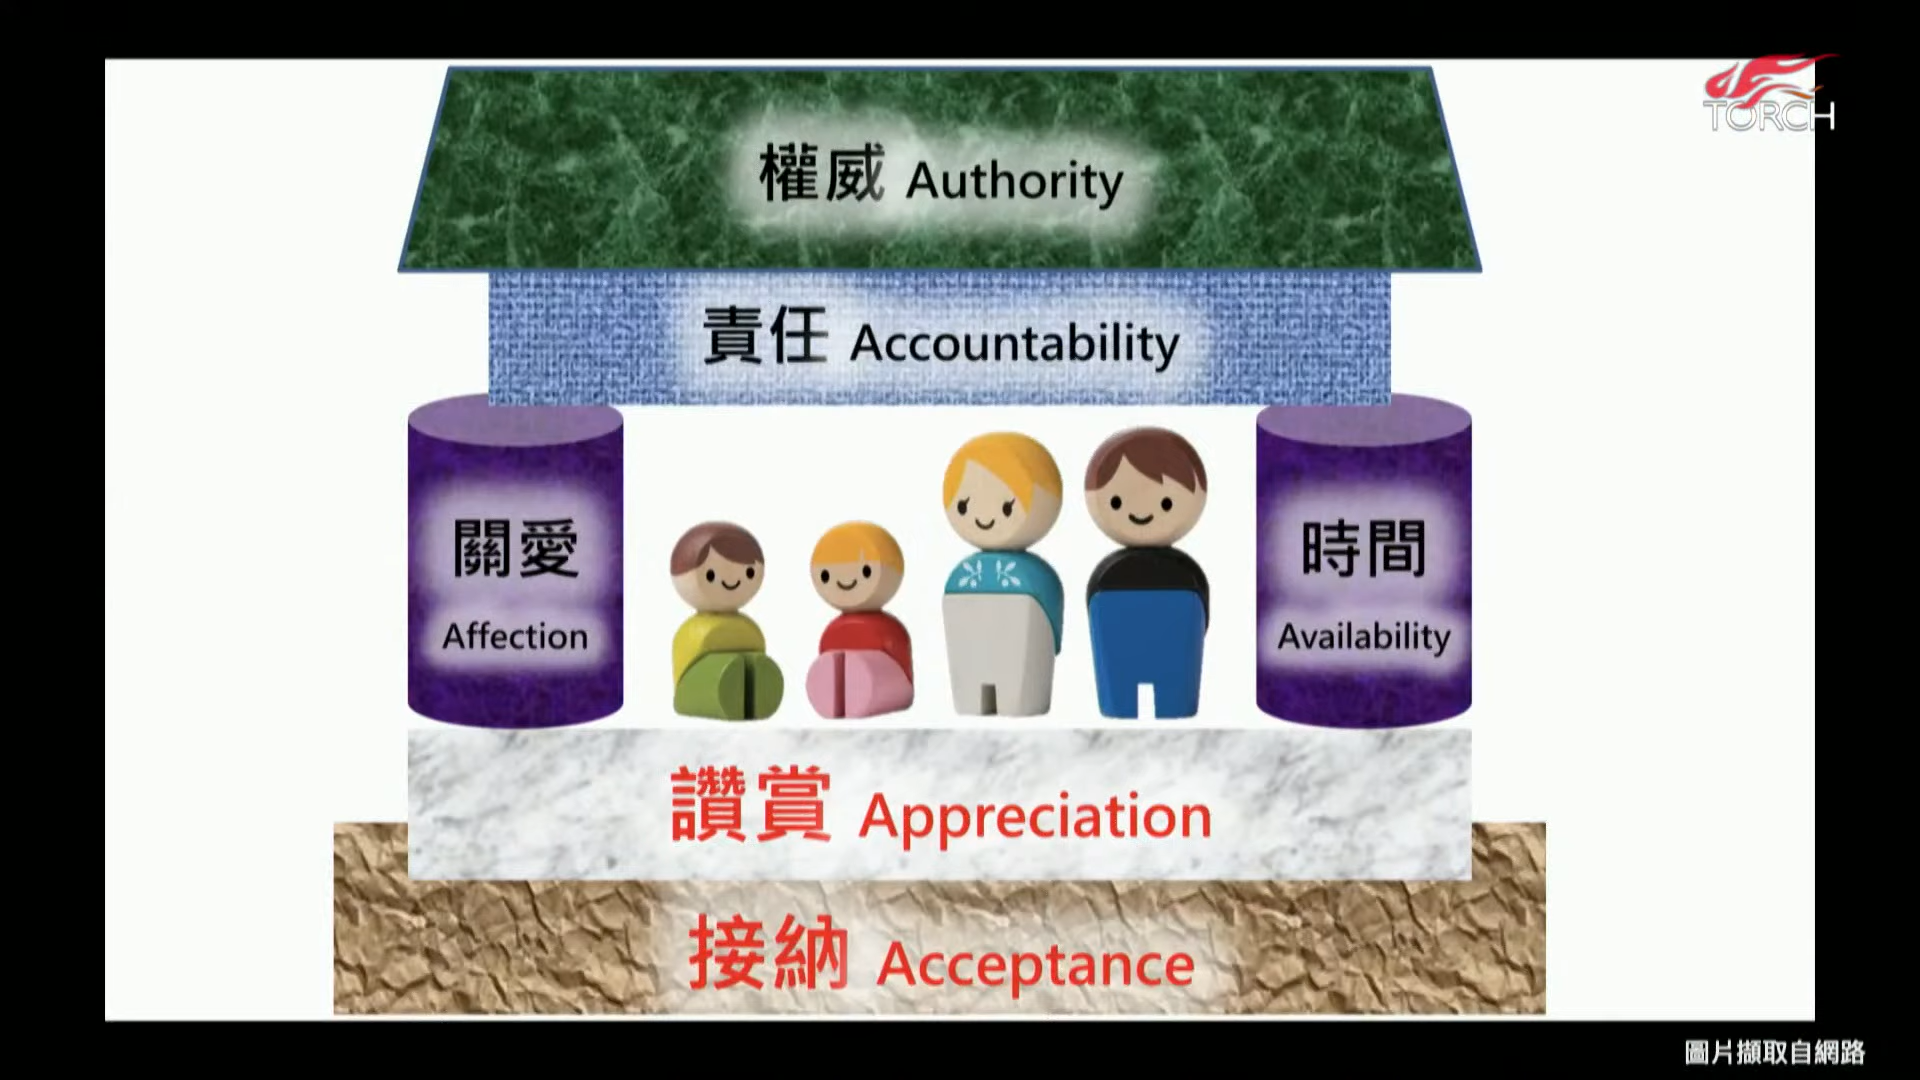 TORCH
權威 Authority
責任 Accountability
關愛
Affection
時間
Availability
讚賞 Appreciation
接納 Acceptance
圖片擷取自網路